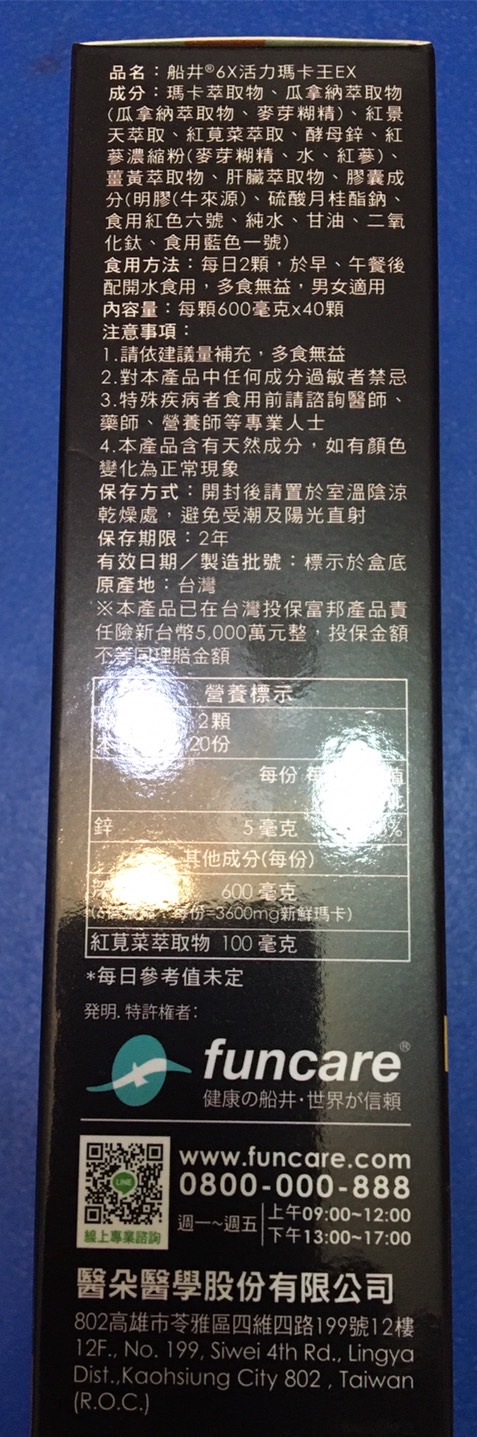 品名：船井®6X活力瑪卡王EX
成分：瑪卡萃取物、瓜拿納萃取物
(瓜拿納萃取物、麥芽糊精)、紅景
天萃取、紅莧菜萃取、酵母鋅、紅
蔘濃縮粉(麥芽糊精、水、紅蔘)、
薑黃萃取物、肝臟萃取物、膠囊成
分(明膠(牛來源)、硫酸月桂酯鈉、
食用紅色六號、純水、甘油、二氧
化鈦、食用藍色一號)
食用方法：每日2顆，於早、午餐後
配開水食用，多食無益，男女適用
內容量：每顆600毫克x40顆
注意事項：
1.請依建議量補充，多食無益
2.對本產品中任何成分過敏者禁忌
3.特殊疾病者食用前請諮詢醫師、
藥師、營養師等專業人士
4.本產品含有天然成分，如有顏色
變化為正常現象
保存方式：開封後請置於室溫陰涼
乾燥處，避免受潮及陽光直射
保存期限：2年
有效日期／製造批號：標示於盒底
原產地：台灣
※本產品已在台灣投保富邦產品責
任險新台幣5,000萬元整，投保金額
不等同理賠金額
營養標示
2顆
20份
每份 每 值
鋅 5 毫克 %
其他成分(每份)
600 毫克
每份=3600mg新鮮瑪卡)
紅莧菜萃取物 100 毫克
*每日參考值未定
発明．特許権者:
funcare®
健康の船井・世界が信頼
LINE
線上專業諮詢
www.funcare.com
0800-000-888
週一~週五
上午09:00~12:00
下午13:00~17:00
醫朵醫學股份有限公司
802高雄市苓雅區四維四路199號12樓
12F., No. 199, Siwei 4th Rd., Lingya
Dist.,Kaohsiung City 802 , Taiwan
(R.O.C.)